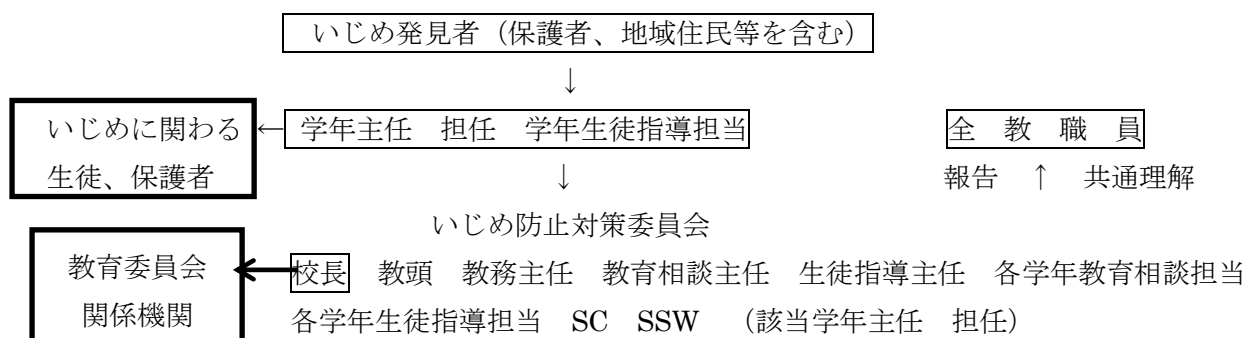 いじめ発見者（保護者、地域住民等を含む）
↓
いじめに関わる ← 学年主任　担任　学年生徒指導担当　全　教　職　員
生徒、保護者　↓　報告　↑　共通理解
いじめ防止対策委員会
教育委員会 ← 校長　教頭　教務主任　教育相談主任　生徒指導主任　各学年教育相談担当
関係機関　各学年生徒指導担当　SC　SSW　（該当学年主任　担任）